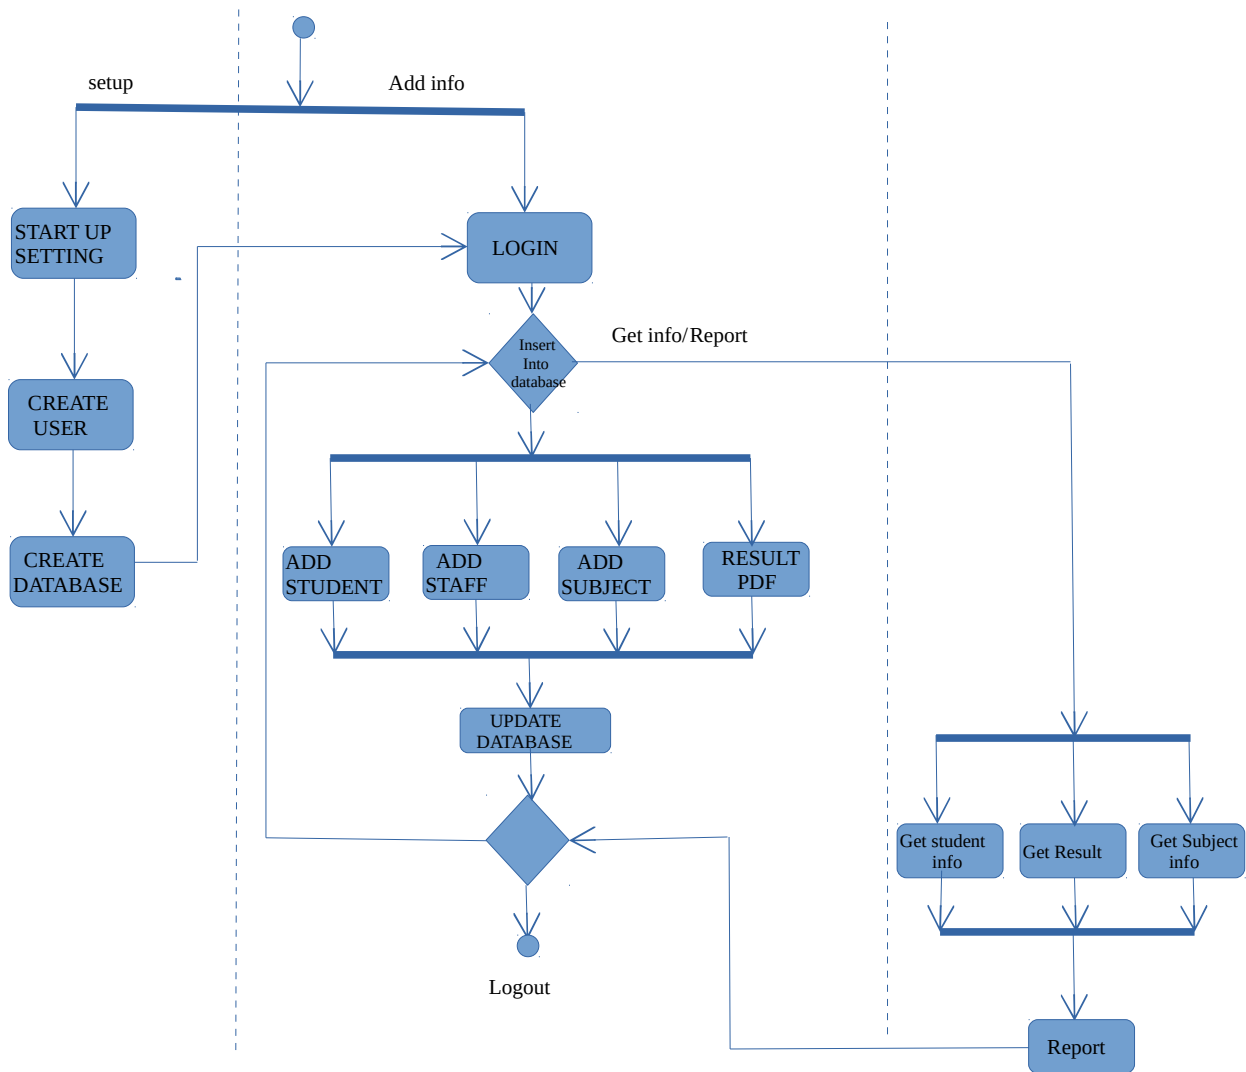 setup
Add info
START UP
SETTING
LOGIN
Get info/Report
Insert
Into
database
CREATE
USER
CREATE
DATABASE
ADD
STUDENT
ADD
STAFF
ADD
SUBJECT
RESULT
PDF
UPDATE
DATABASE
Get student
info
Get Result
Get Subject
info
Logout
Report